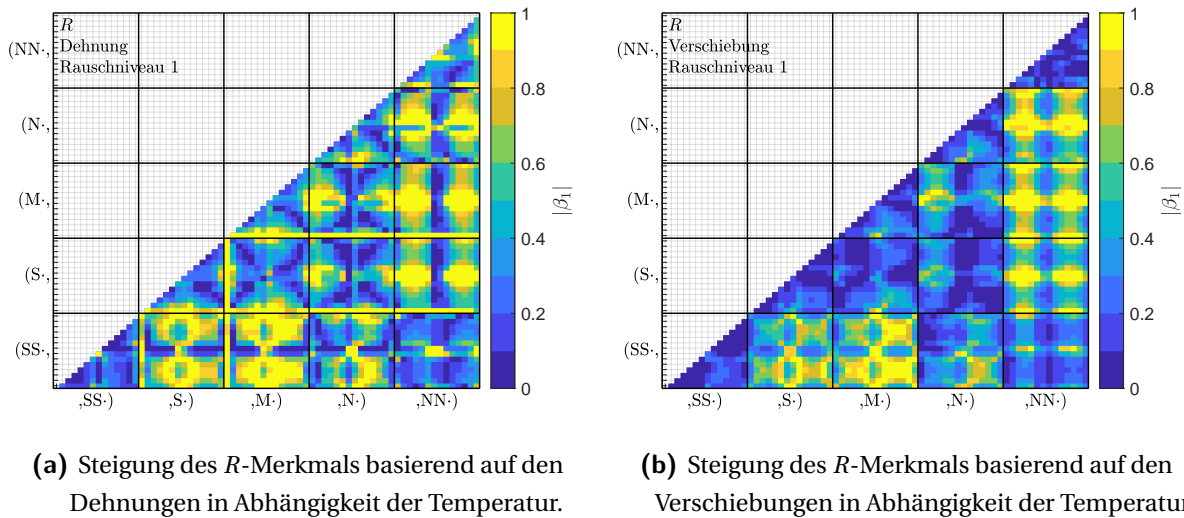 R
Dehnung
Rauschniveau 1
(NN·,
(N·,
(M·,
(S·,
(SS·,
,SS·)
,S·)
,M·)
,N·)
,NN·)
1
0.8
0.6
0.4
0.2
0
|β₁|
R
Verschiebung
Rauschniveau 1
(NN·,
(N·,
(M·,
(S·,
(SS·,
,SS·)
,S·)
,M·)
,N·)
,NN·)
1
0.8
0.6
0.4
0.2
0
|β₁|
(a) Steigung des R-Merkmals basierend auf den
Dehnungen in Abhängigkeit der Temperatur.
(b) Steigung des R-Merkmals basierend auf den
Verschiebungen in Abhängigkeit der Temperatur